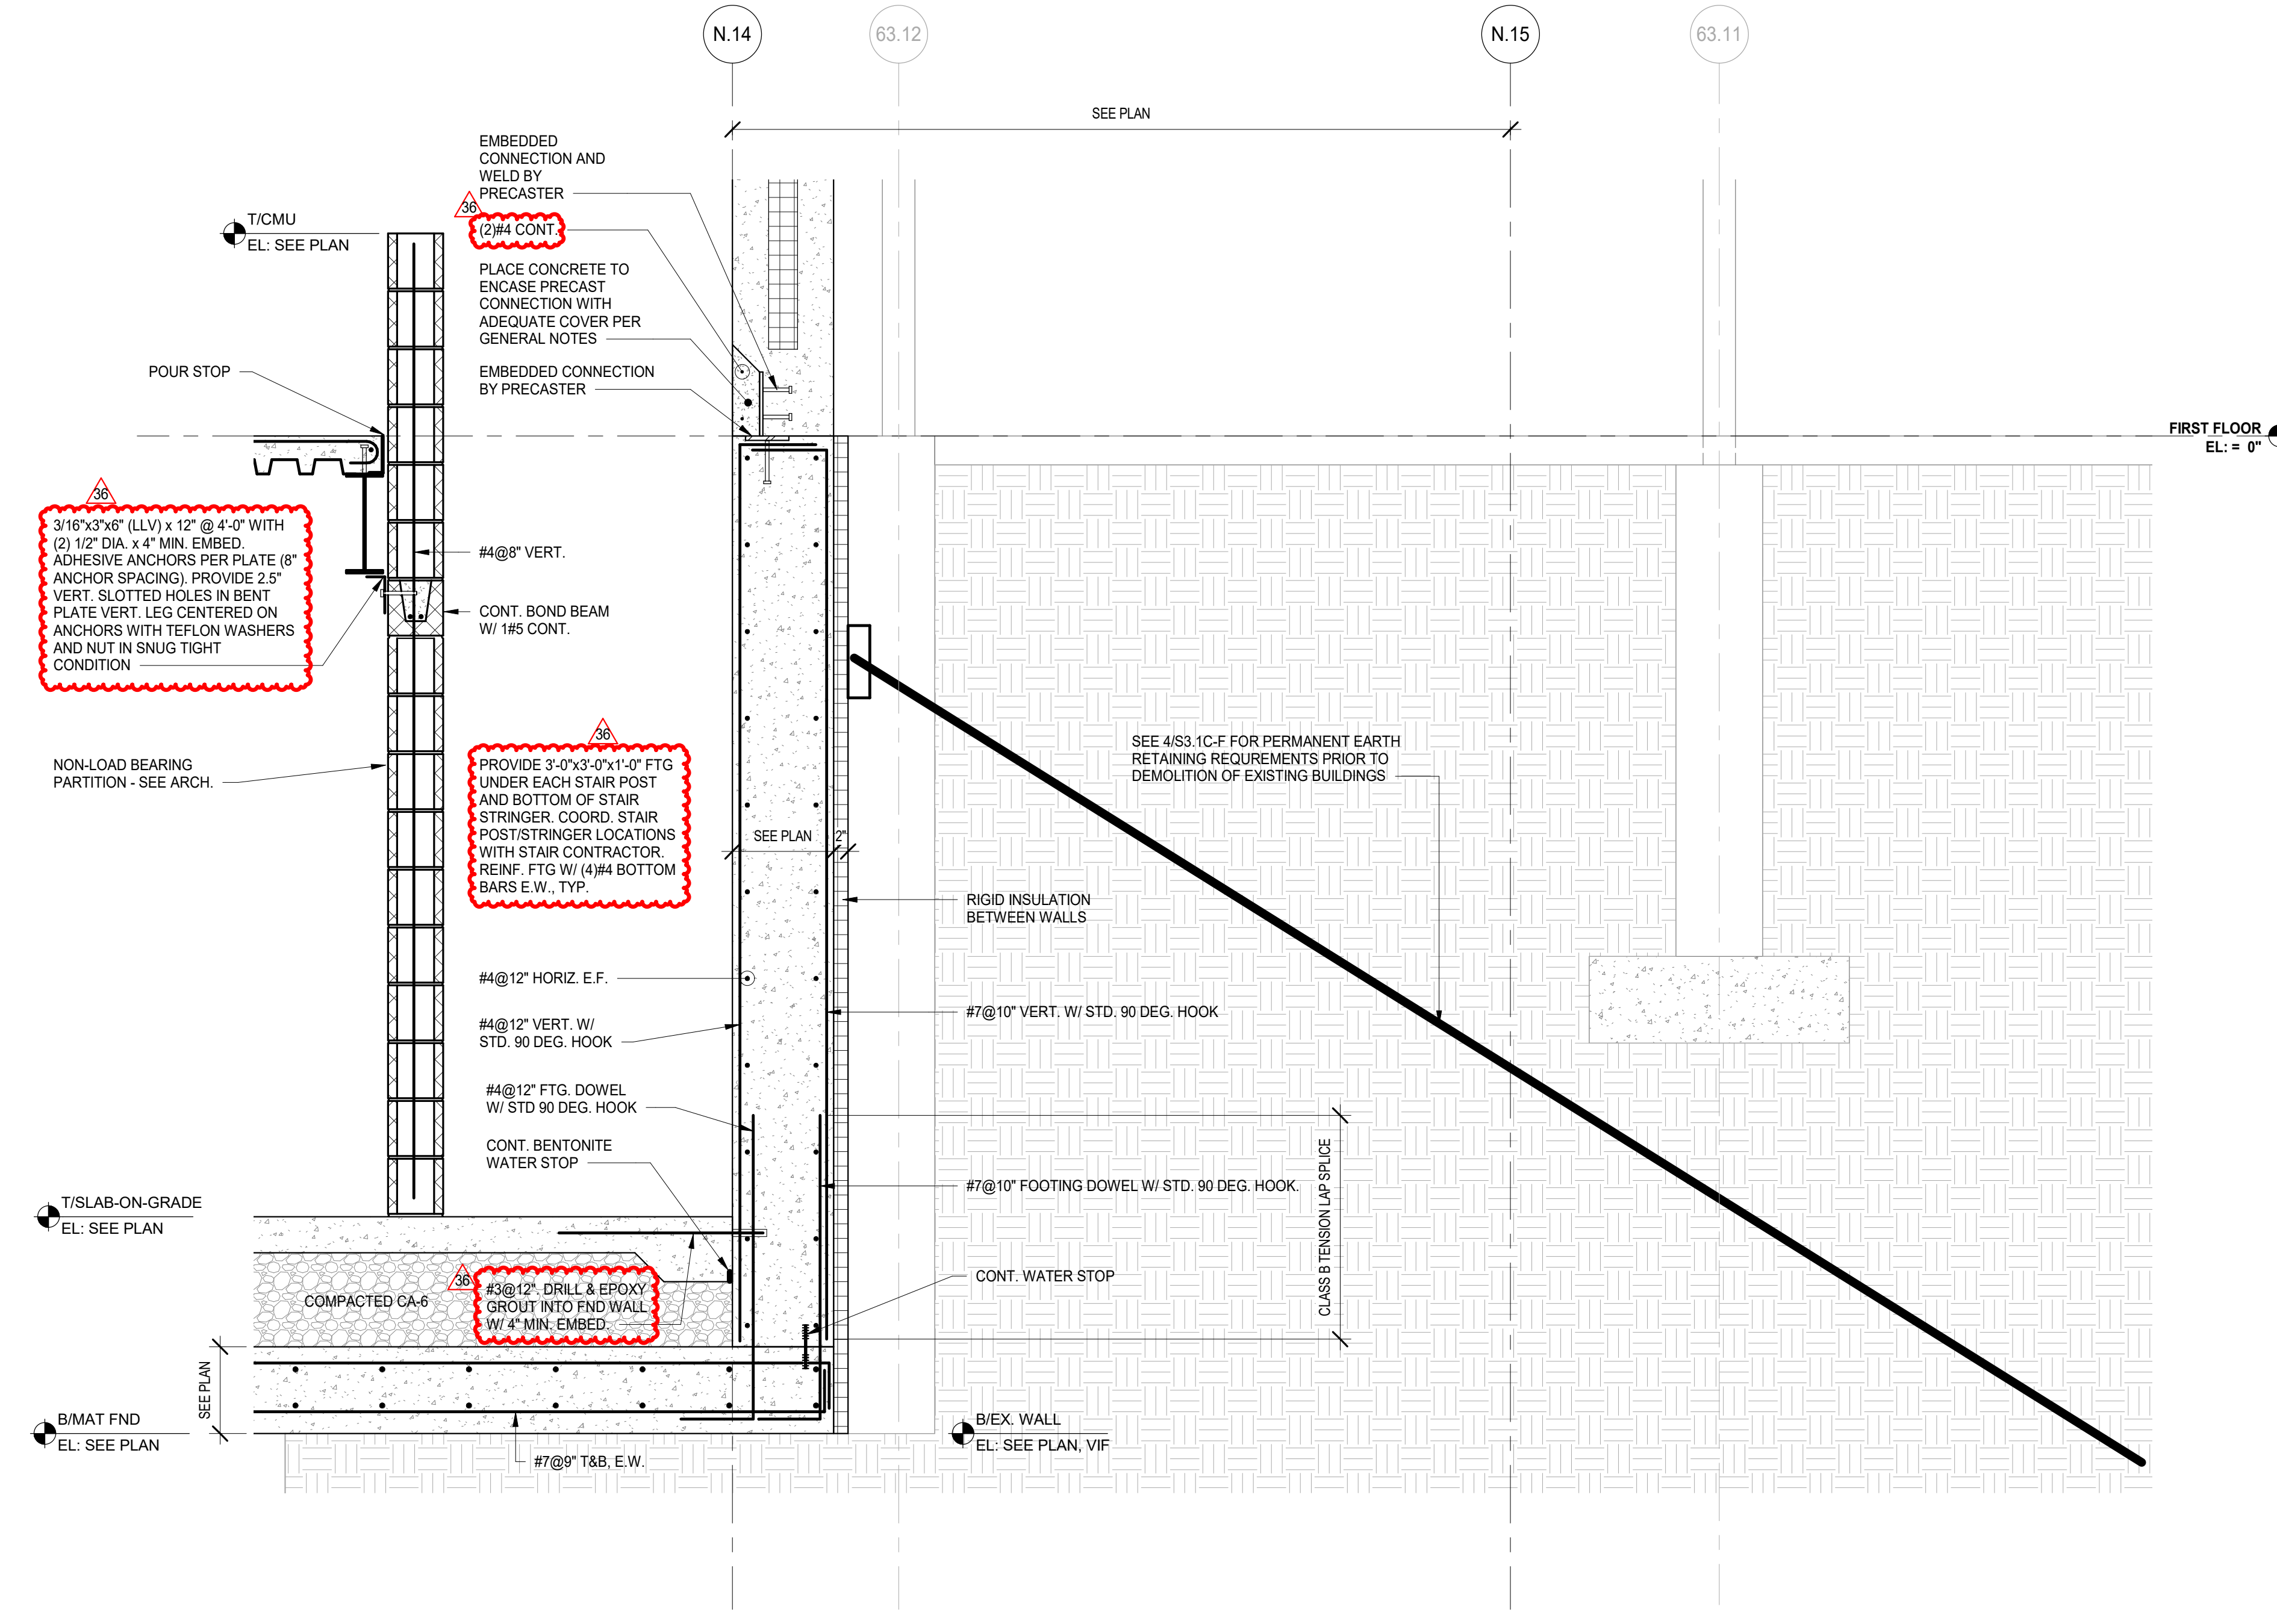 N.14
63.12
N.15
63.11
SEE PLAN
EMBEDDED
CONNECTION AND
WELD BY
PRECASTER
36
(2)#4 CONT.
T/CMU
EL: SEE PLAN
PLACE CONCRETE TO
ENCASE PRECAST
CONNECTION WITH
ADEQUATE COVER PER
GENERAL NOTES
POUR STOP
EMBEDDED CONNECTION
BY PRECASTER
FIRST FLOOR
EL: = 0"
36
3/16"x3"x6" (LLV) x 12" @ 4'-0" WITH
(2) 1/2" DIA. x 4" MIN. EMBED.
ADHESIVE ANCHORS PER PLATE (8"
ANCHOR SPACING). PROVIDE 2.5"
VERT. SLOTTED HOLES IN BENT
PLATE VERT. LEG CENTERED ON
ANCHORS WITH TEFLON WASHERS
AND NUT IN SNUG TIGHT
CONDITION
#4@8" VERT.
CONT. BOND BEAM
W/ 1#5 CONT.
NON-LOAD BEARING
PARTITION - SEE ARCH.
36
PROVIDE 3'-0"x3'-0"x1'-0" FTG
UNDER EACH STAIR POST
AND BOTTOM OF STAIR
STRINGER. COORD. STAIR
POST/STRINGER LOCATIONS
WITH STAIR CONTRACTOR.
REINF. FTG W/ (4)#4 BOTTOM
BARS E.W., TYP.
SEE PLAN
2"
SEE 4/S3.1C-F FOR PERMANENT EARTH
RETAINING REQUREMENTS PRIOR TO
DEMOLITION OF EXISTING BUILDINGS
RIGID INSULATION
BETWEEN WALLS
#4@12" HORIZ. E.F.
#4@12" VERT. W/
STD. 90 DEG. HOOK
#7@10" VERT. W/ STD. 90 DEG. HOOK
#4@12" FTG. DOWEL
W/ STD 90 DEG. HOOK
CONT. BENTONITE
WATER STOP
#7@10" FOOTING DOWEL W/ STD. 90 DEG. HOOK.
CLASS B TENSION LAP SPLICE
T/SLAB-ON-GRADE
EL: SEE PLAN
CONT. WATER STOP
COMPACTED CA-6
36
#3@12". DRILL & EPOXY
GROUT INTO FND WALL
W/ 4" MIN. EMBED.
SEE PLAN
B/MAT FND
EL: SEE PLAN
B/EX. WALL
EL: SEE PLAN, VIF
#7@9" T&B, E.W.